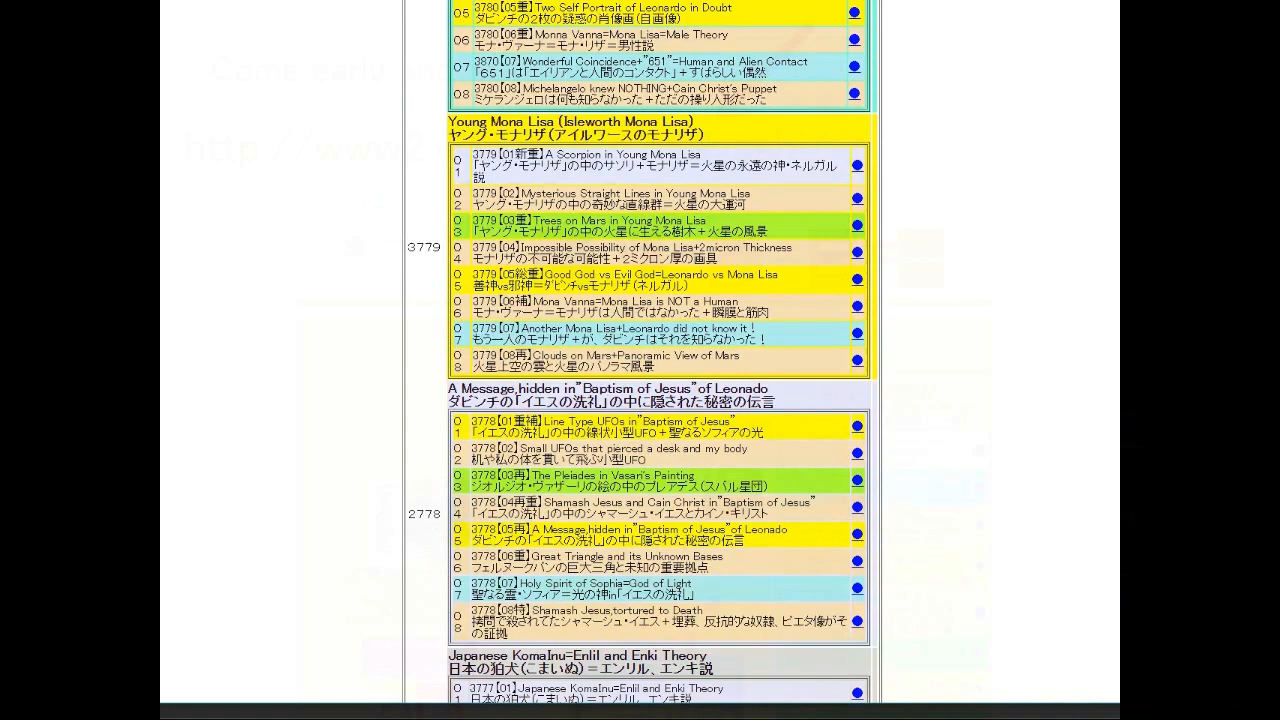 05 3780【05重】Two Self Portrait of Leonardo in Doubt
ダビンチの2枚の疑惑の肖像画(自画像)
06 3780【06重】Monna Vanna=Mona Lisa=Male Theory
モナ・ヴァーナ=モナ・リザ=男性説
07 3870【07】Wonderful Coincidence+"651"=Human and Alien Contact
「651」は「エイリアンと人間のコンタクト」+すばらしい偶然
08 3780【08】Michelangelo knew NOTHING+Cain Christ's Puppet
ミケランジェロは何も知らなかった+ただの操り人形だった
Come early
http://www2
3779
Young Mona Lisa (Isleworth Mona Lisa)
ヤング・モナリザ(アイルワースのモナリザ)
01 3779【01新重】A Scorpion in Young Mona Lisa
「ヤング・モナリザ」の中のサソリ+モナリザ=火星の永遠の神・ネルガル
説
02 3779【02】Mysterious Straight Lines in Young Mona Lisa
ヤング・モナリザの中の奇妙な直線群=火星の大運河
03 3779【03重】Trees on Mars in Young Mona Lisa
「ヤング・モナリザ」の中の火星に生える樹木+火星の風景
04 3779【04】Impossible Possibility of Mona Lisa+2micron Thickness
モナリザの不可能な可能性+2ミクロン厚の画具
05 3779【05総重】Good God vs Evil God=Leonardo vs Mona Lisa
善神vs邪神=ダビンチvsモナリザ(ネルガル)
06 3779【06補】Mona Vanna=Mona Lisa is NOT a Human
モナ・ヴァーナ=モナリザは人間ではなかった+瞬膜と筋肉
07 3779【07】Another Mona Lisa+Leonardo did not know it!
もう一人のモナリザ+が、ダビンチはそれを知らなかった!
08 3779【08再】Clouds on Mars+Panoramic View of Mars
火星上空の雲と火星のパノラマ風景
2778
A Message,hidden in"Baptism of Jesus"of Leonado
ダビンチの「イエスの洗礼」の中に隠された秘密の伝言
01 3778【01重補】Line Type UFOs in"Baptism of Jesus"
「イエスの洗礼」の中の線状小型UFO+聖なるソフィアの光
02 3778【02】Small UFOs that pierced a desk and my body
机や私の体を貫いて飛ぶ小型UFO
03 3778【03再】The Pleiades in Vasari's Painting
ジオルジオ・ヴァザーリの絵の中のプレアデス(スバル星団)
04 3778【04再重】Shamash Jesus and Cain Christ in"Baptism of Jesus"
「イエスの洗礼」の中のシャマーシュ・イエスとカイン・キリスト
05 3778【05再】A Message,hidden in"Baptism of Jesus"of Leonado
ダビンチの「イエスの洗礼」の中に隠された秘密の伝言
06 3778【06重】Great Triangle and its Unknown Bases
フェルヌークバンの巨大三角と未知の重要拠点
07 3778【07】Holy Spirit of Sophia=God of Light
聖なる霊・ソフィア=光の神in「イエスの洗礼」
08 3778【08特】Shamash Jesus,tortured to Death
拷問で殺されてたシャマーシュ・イエス+埋葬、反抗的な奴隷、ピエタ像がそ
の証拠
Japanese KomaInu=Enlil and Enki Theory
日本の狛犬(こまいぬ)=エンリル、エンキ説
01 3777【01】Japanese KomaInu=Enlil and Enki Theory
日本の狛犬(こまいぬ)=エンリル、エンキ説